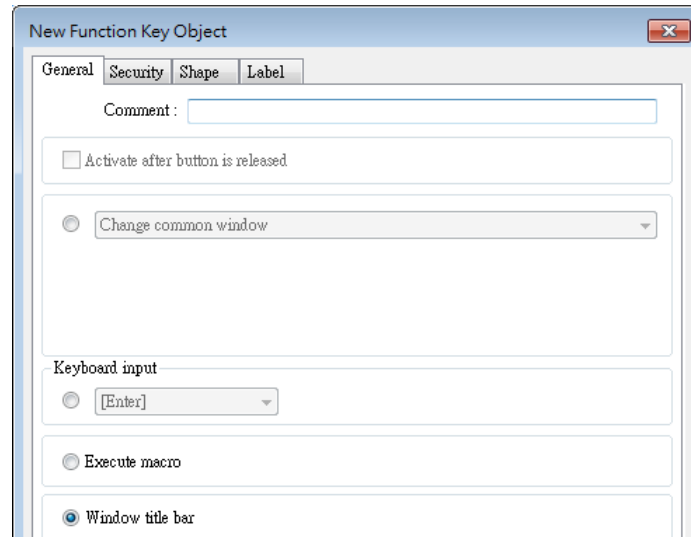 New Function Key Object
General Security Shape Label
Comment :
Activate after button is released
Change common window
Keyboard input
[Enter]
Execute macro
Window title bar